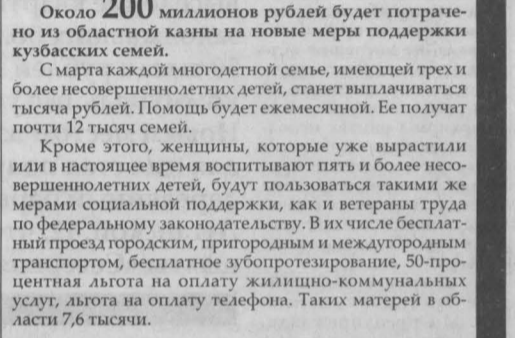 Около 200 миллионов рублей будет потраче-
но из областной казны на новые меры поддержки
кузбасских семей.
С марта каждой многодетной семье, имеющей трех и
более несовершеннолетних детей, станет выплачиваться
тысяча рублей. Помощь будет ежемесячной. Ее получат
почти 12 тысяч семей.
Кроме этого, женщины, которые уже вырастили
или в настоящее время воспитывают пять и более несо-
вершеннолетних детей, будут пользоваться такими же
мерами социальной поддержки, как и ветераны труда
по федеральному законодательству. В их числе бесплат-
ный проезд городским, пригородным и междугородным
транспортом, бесплатное зубопротезирование, 50-про-
центная льгота на оплату жилищно-коммунальных
услуг, льгота на оплату телефона. Таких матерей в об-
ласти 7,6 тысячи.